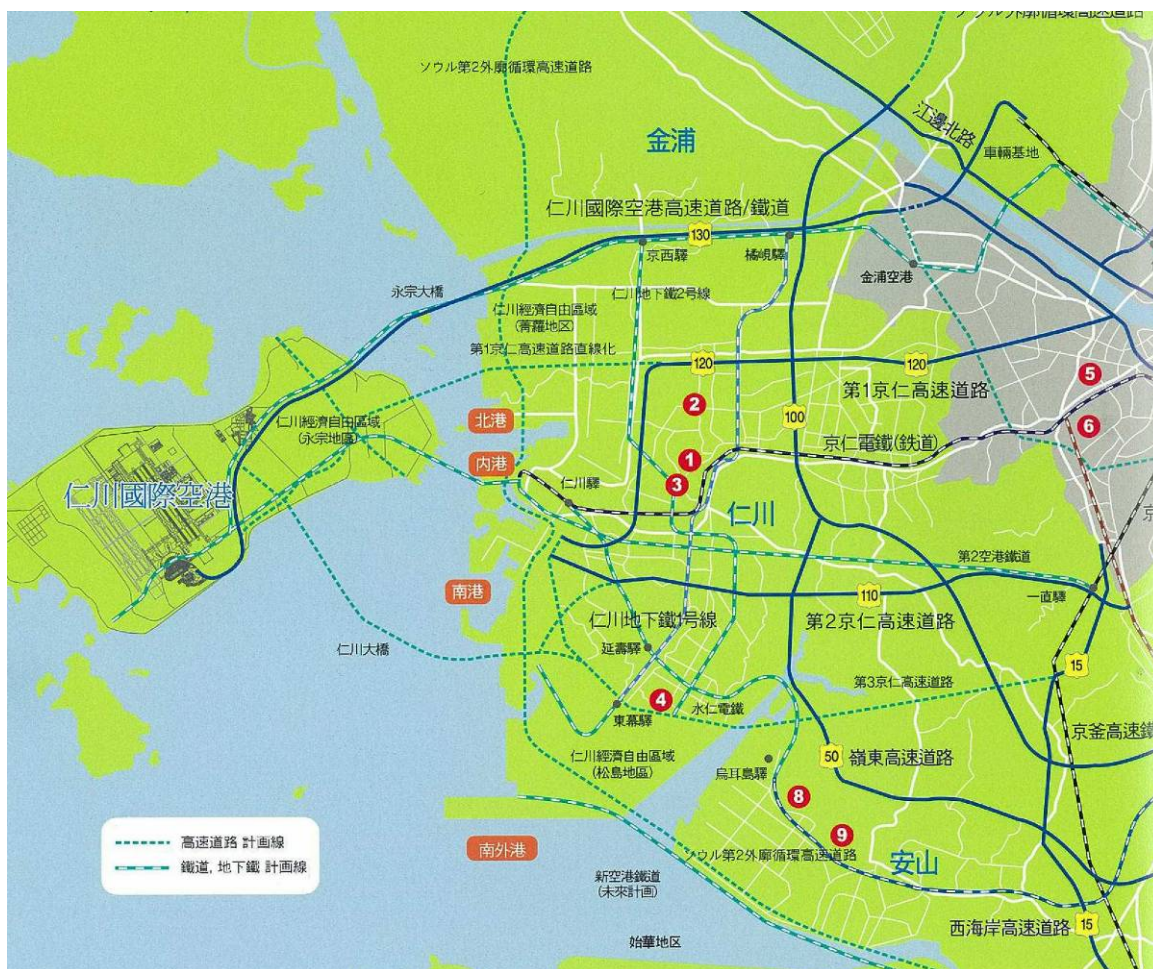 ソウル外廓循環高速道路
ソウル第2外廓循環高速道路
江邊北路
金浦
車輛基地
仁川國際空港高速道路/鐵道
130
京西驛
橘峴驛
金浦空港
永宗大橋
仁川地下鐵2号線
仁川經濟自由區域
(菁蘿地区)
第1京仁高速道路直線化
120
120
第1京仁高速道路
5
2
100
北港
仁川經濟自由區域
(永宗地區)
6
京仁電鐵(鉄道)
内港
1
3
仁川國際空港
仁川驛
仁川
京
第2空港鐵道
南港
110
一直驛
仁川地下鐵1号線
第2京仁高速道路
延壽驛
仁川大橋
15
第3京仁高速道路
4
水仁電鐵
東幕驛
京釜高速鐵
仁川經濟自由區域
(松島地區)
烏耳島驛
50
嶺東高速道路
8
9
高速道路 計画線
鐵道, 地下鐵 計画線
南外港
ソウル第2外廓循環高速道路
安山
新空港鐵道
(未來計画)
西海岸高速道路
15
始華地区